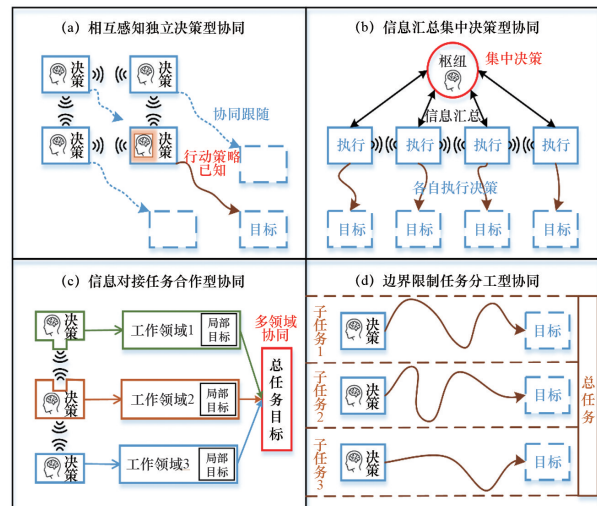 (a) 相互感知独立决策型协同
决策
决策
决策
决策
协同跟随
行动策略
已知
目标
(b) 信息汇总集中决策型协同
枢纽
集中决策
信息汇总
执行
执行
执行
执行
各自执行决策
目标
目标
目标
目标
(c) 信息对接任务合作型协同
决策
工作领域1
局部
目标
多领域
协同
决策
工作领域2
局部
目标
总任务目标
决策
工作领域3
局部
目标
(d) 边界限制任务分工型协同
子任务1
决策
目标
子任务2
决策
目标
总任务
子任务3
决策
目标